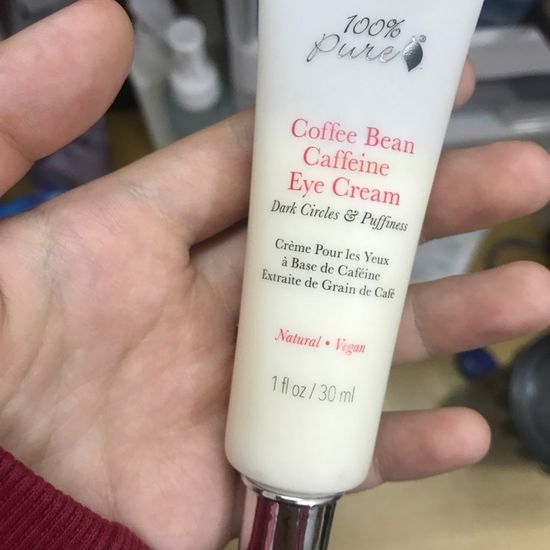 100%
Pure
Coffee Bean
Caffeine
Eye Cream
Dark Circles & Puffiness
Crème Pour les Yeux
à Base de Caféine
Extraite de Grain de Café
Natural • Vegan
1 fl oz / 30 ml